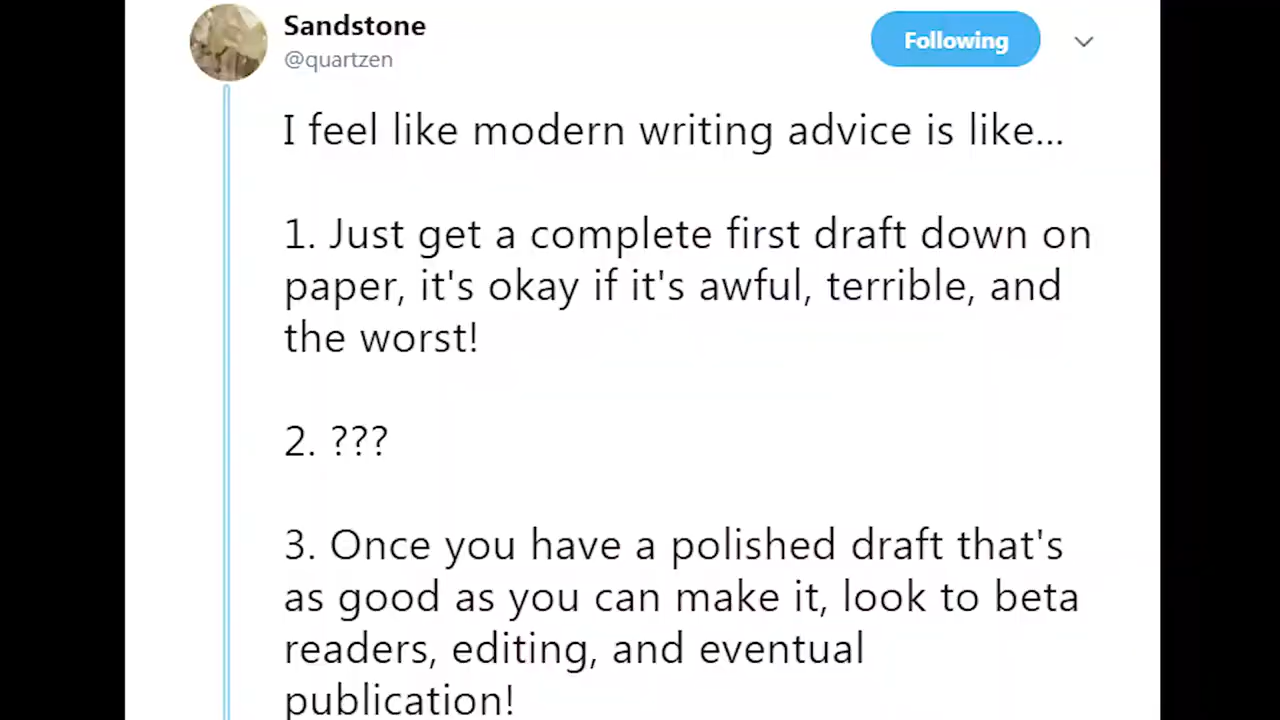 Sandstone
@quartzen
Following
I feel like modern writing advice is like...
1. Just get a complete first draft down on
paper, it's okay if it's awful, terrible, and
the worst!
2. ???
3. Once you have a polished draft that's
as good as you can make it, look to beta
readers, editing, and eventual
publication!